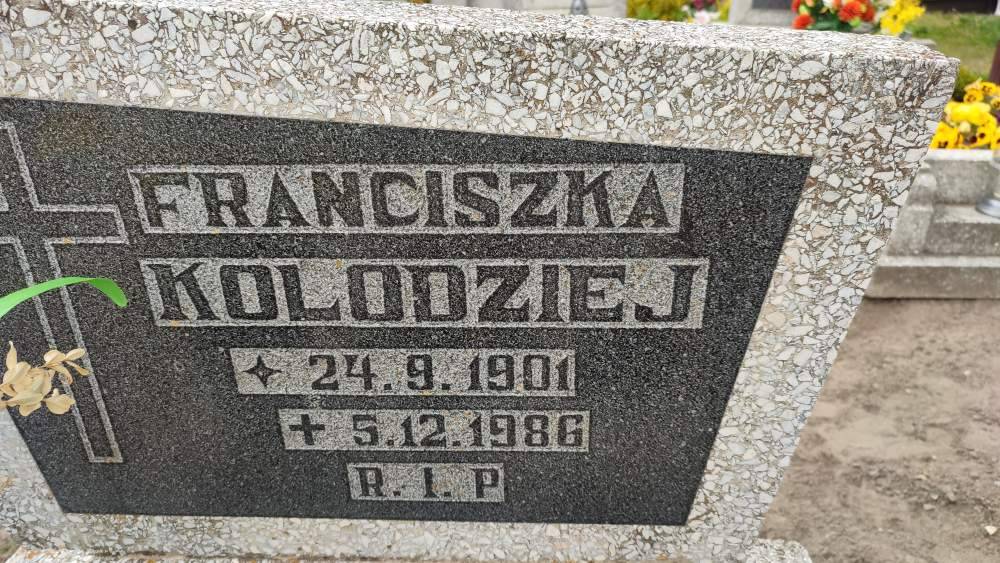 FRANCISZKA
KOLODZIEJ
✧ 24.9.1901
+ 5.12.1986
R.I.P